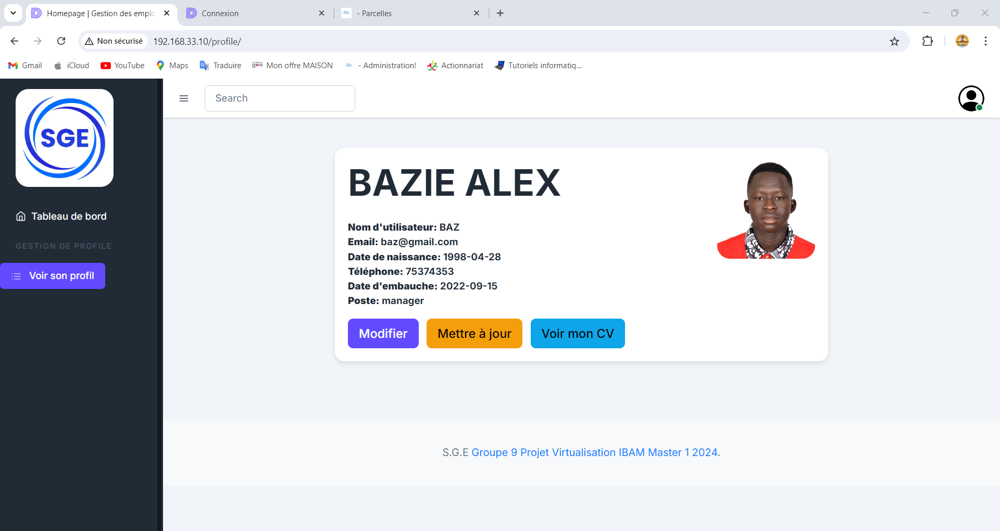 Homepage | Gestion des emplo
Connexion
- Parcelles
Non sécurisé
192.168.33.10/profile/
Gmail
iCloud
YouTube
Maps
Traduire
Mon offre MAISON
- Administration!
Actionnariat
Tutoriels informatiq...
SGE
Search
Tableau de bord
GESTION DE PROFILE
Voir son profil
BAZIE ALEX
Nom d'utilisateur: BAZ
Email: baz@gmail.com
Date de naissance: 1998-04-28
Téléphone: 75374353
Date d'embauche: 2022-09-15
Poste: manager
Modifier
Mettre à jour
Voir mon CV
S.G.E Groupe 9 Projet Virtualisation IBAM Master 1 2024.